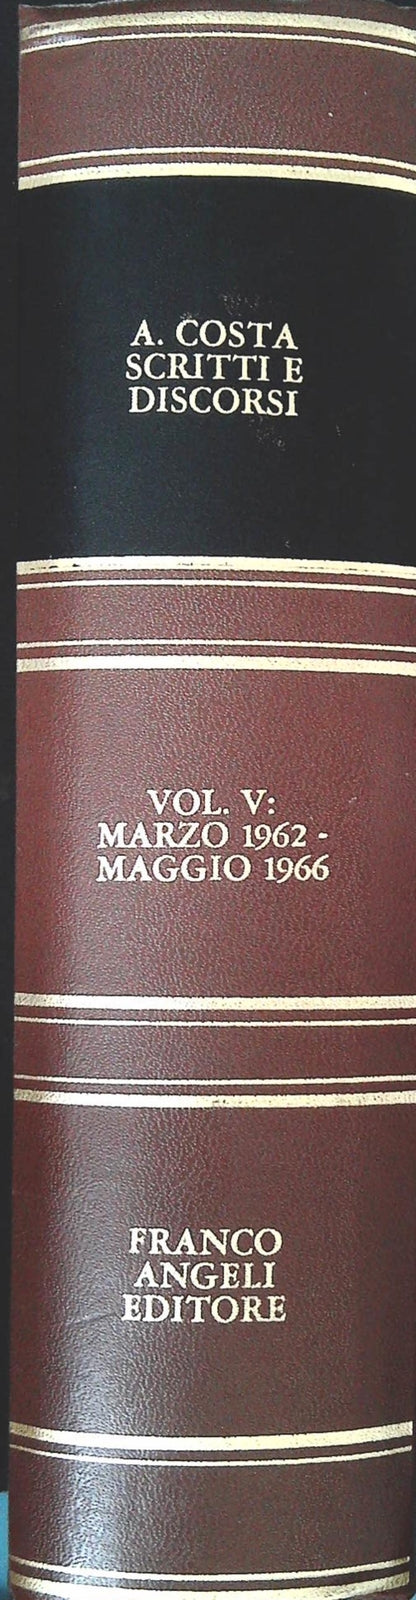 A. COSTA
SCRITTI E
DISCORSI
VOL. V:
MARZO 1962 -
MAGGIO 1966
FRANCO
ANGELI
EDITORE